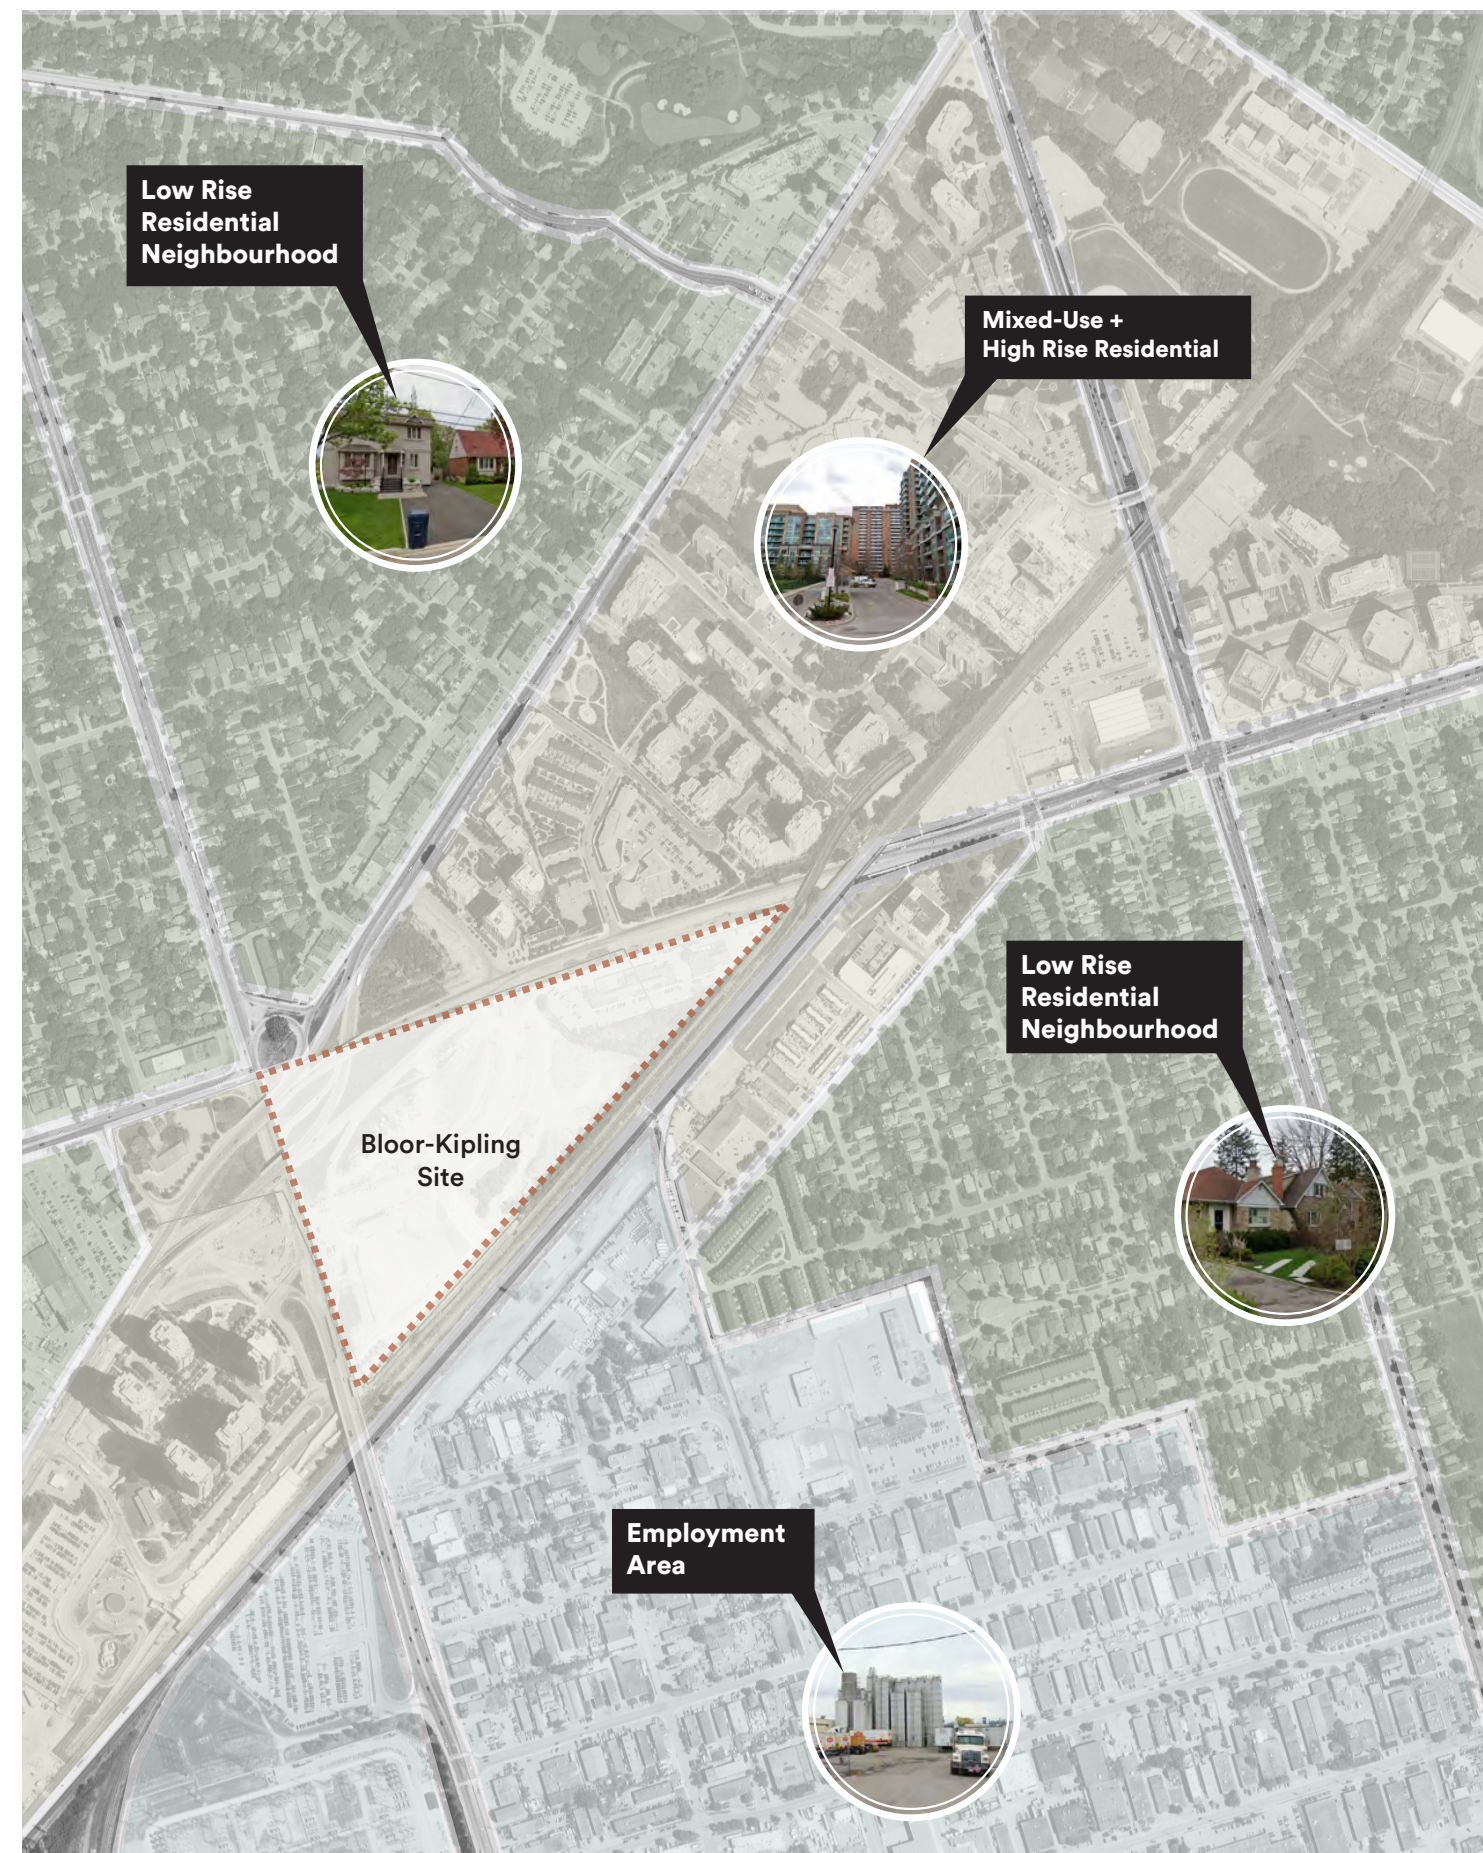 Low Rise
Residential
Neighbourhood
Mixed-Use +
High Rise Residential
Low Rise
Residential
Neighbourhood
Bloor-Kipling
Site
Employment
Area